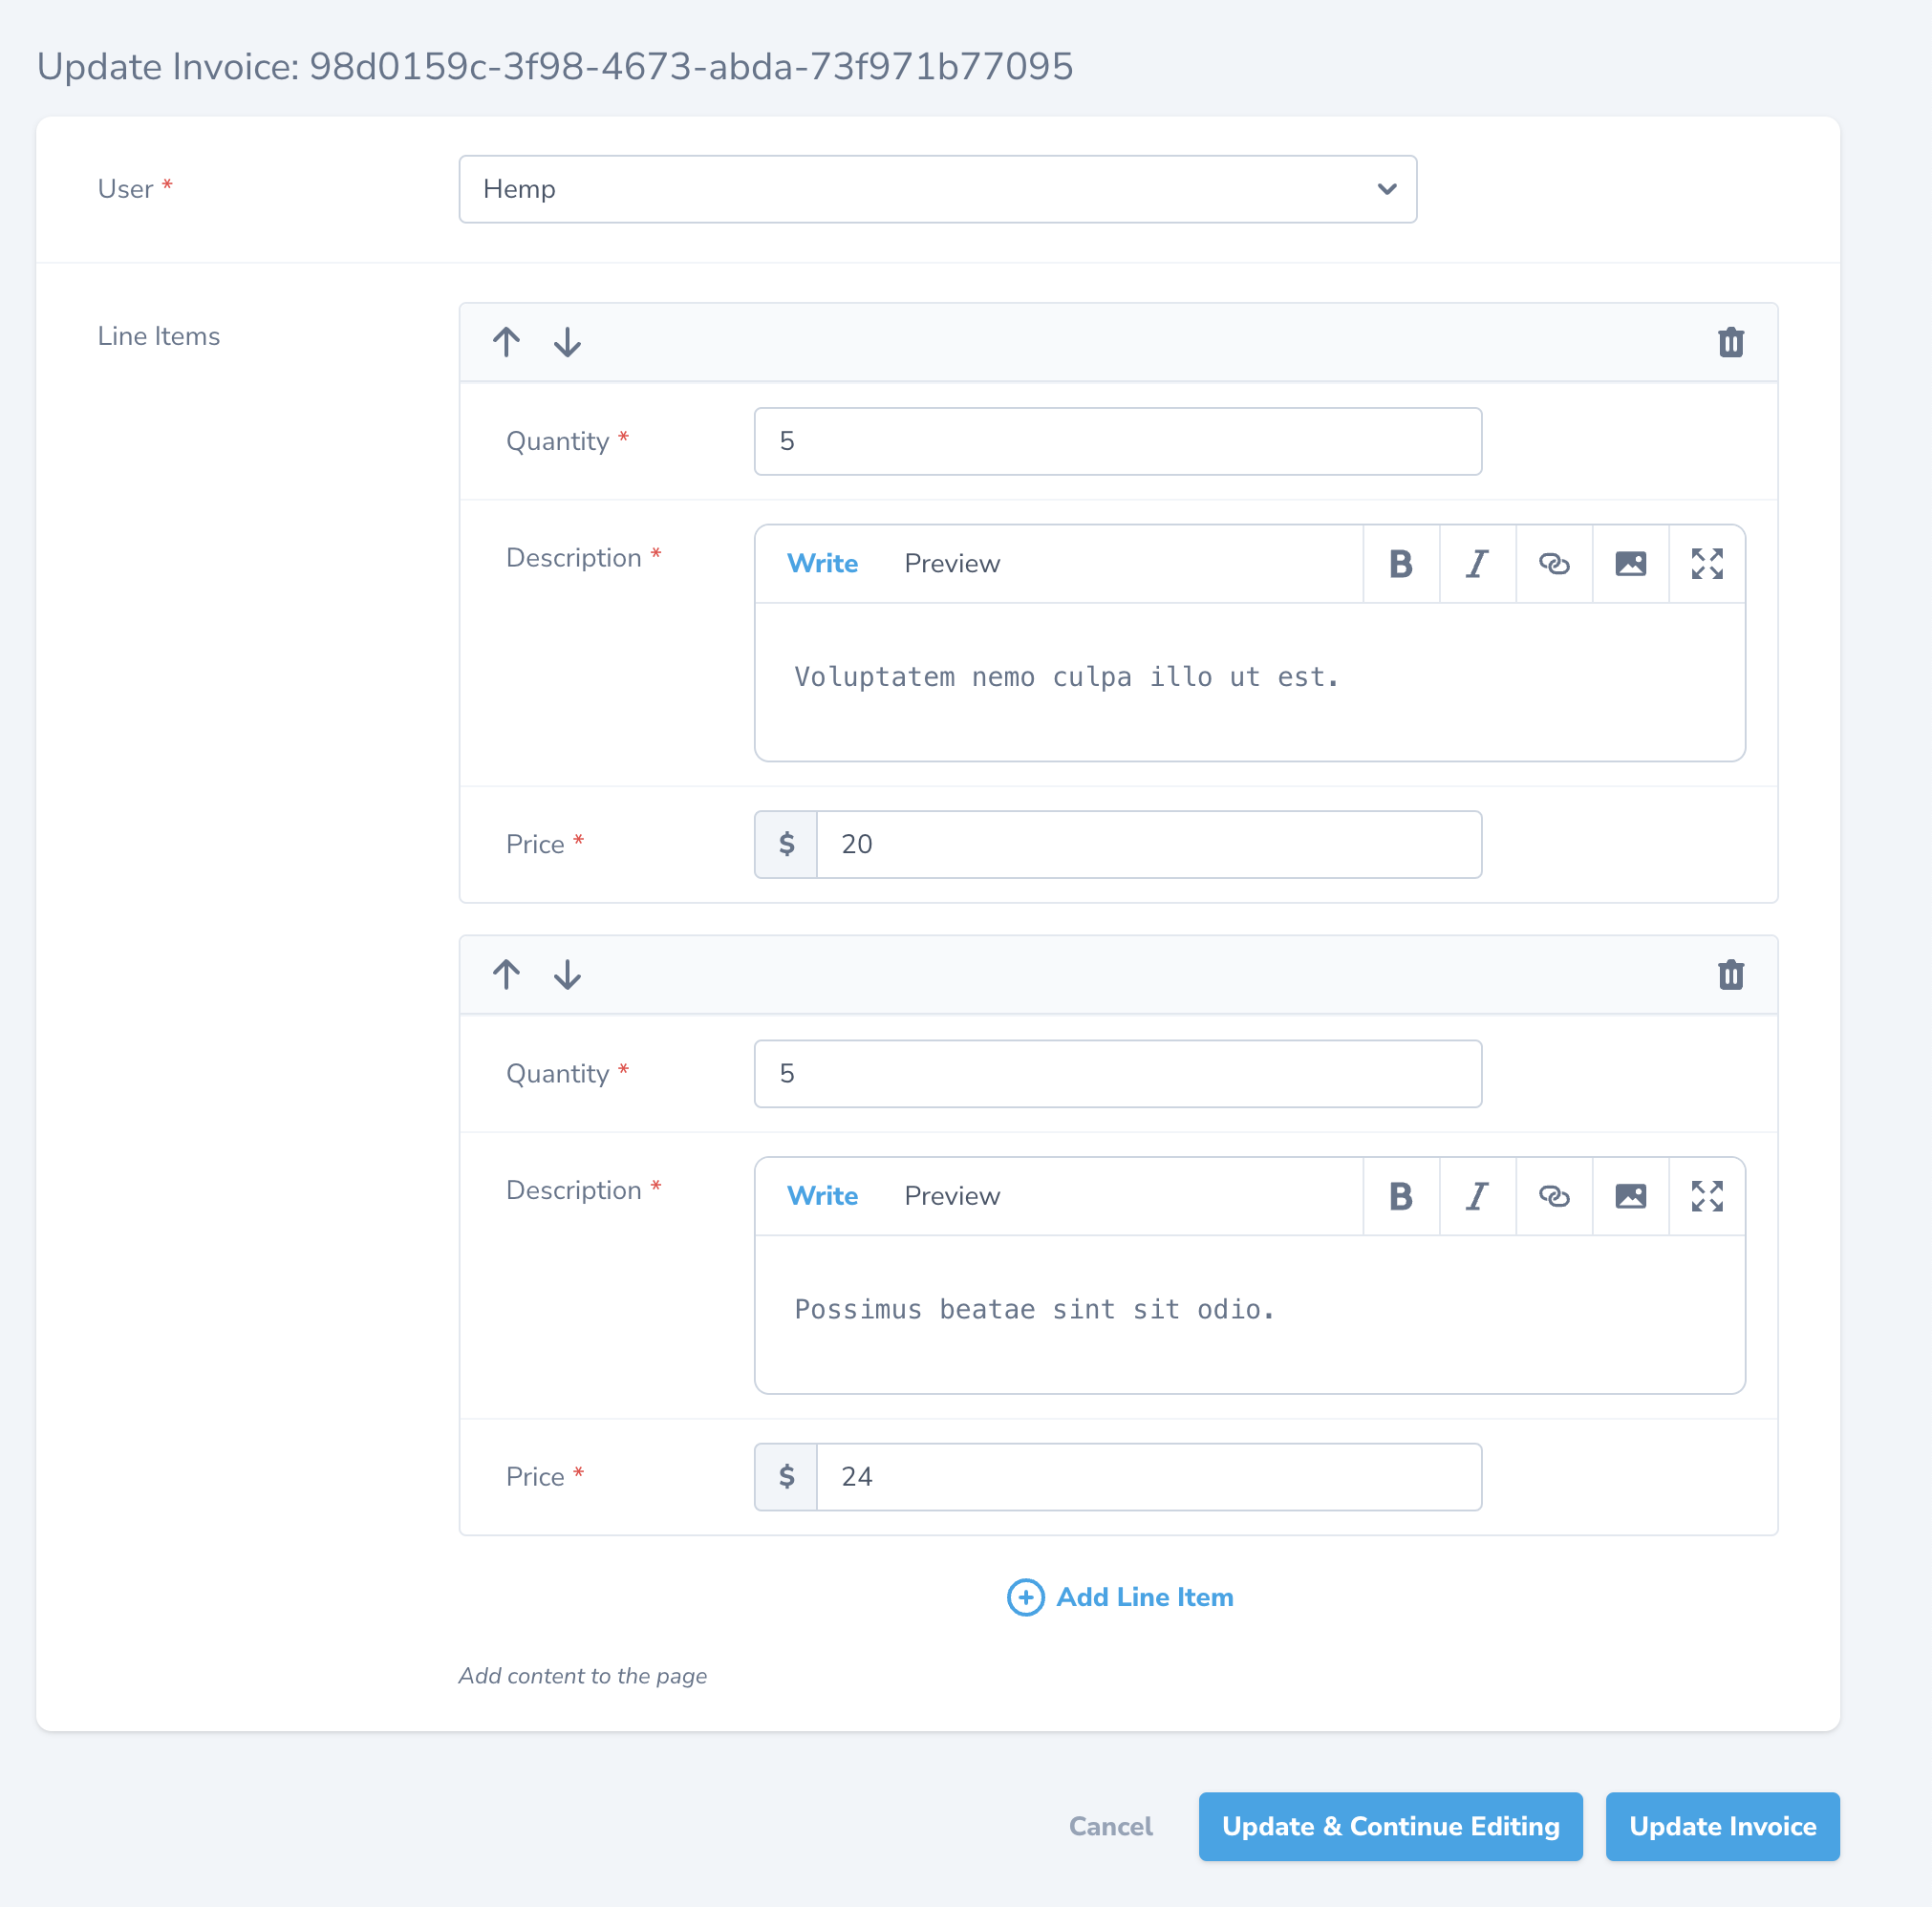 Update Invoice: 98d0159c-3f98-4673-abda-73f971b77095
User *
Hemp
Line Items
Quantity *
5
Description *
Write Preview B I
Voluptatem nemo culpa illo ut est.
Price *
$ 20
Quantity *
5
Description *
Write Preview B I
Possimus beatae sint sit odio.
Price *
$ 24
Add Line Item
Add content to the page
Cancel Update & Continue Editing Update Invoice